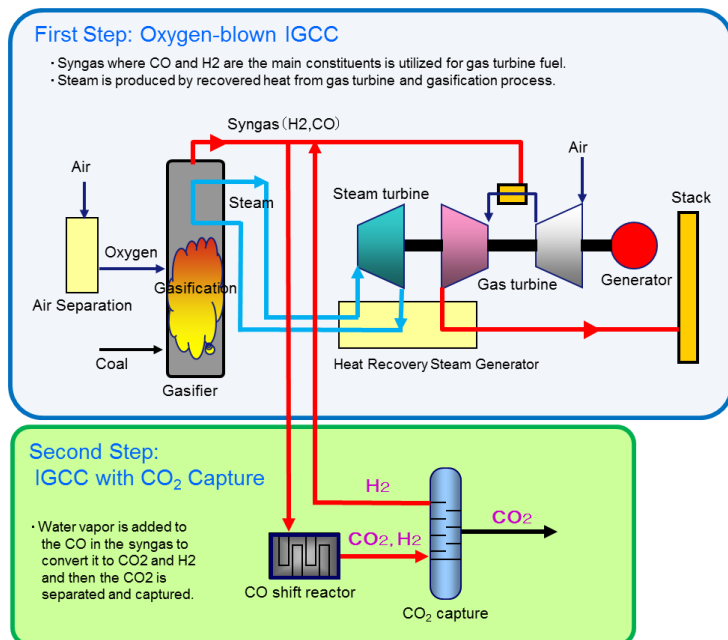 First Step: Oxygen-blown IGCC
・Syngas where CO and H2 are the main constituents is utilized for gas turbine fuel.
・Steam is produced by recovered heat from gas turbine and gasification process.
Syngas（H2,CO）
Air
Air
Steam turbine
Stack
Steam
Oxygen
Gasification
Gas turbine
Generator
Air Separation
Coal
Heat Recovery Steam Generator
Gasifier
Second Step:
IGCC with CO₂ Capture
H2
CO2
・Water vapor is added to
the CO in the syngas to
convert it to CO2 and H2
and then the CO2 is
separated and captured.
CO2, H2
CO shift reactor
CO₂ capture